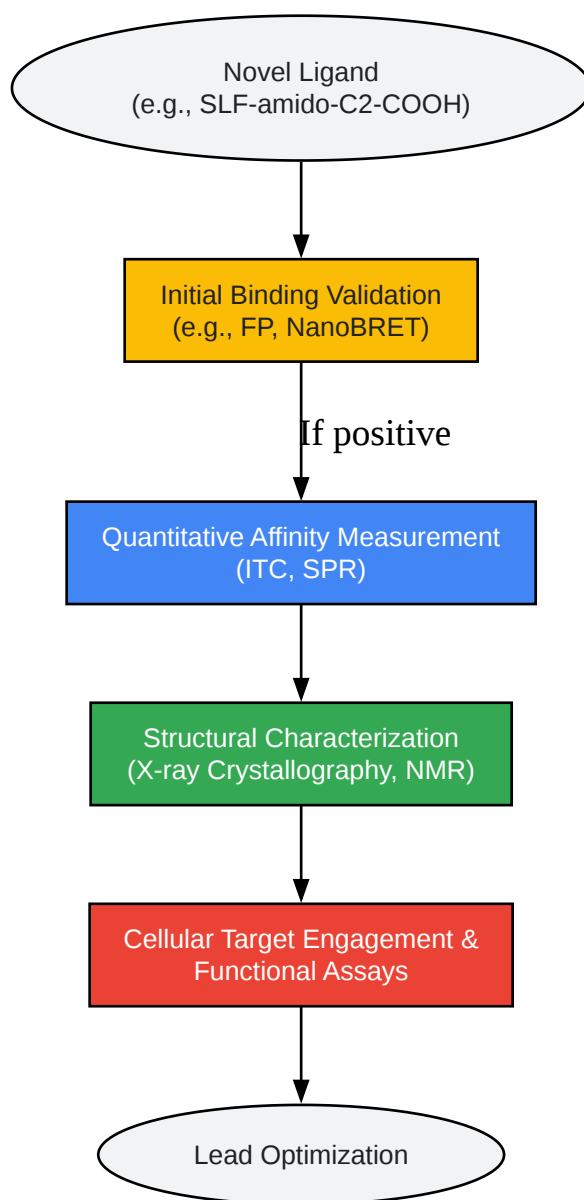 Novel Ligand
(e.g., SLF-amido-C2-COOH)
Initial Binding Validation
(e.g., FP, NanoBRET)
If positive
Quantitative Affinity Measurement
(ITC, SPR)
Structural Characterization
(X-ray Crystallography, NMR)
Cellular Target Engagement &
Functional Assays
Lead Optimization